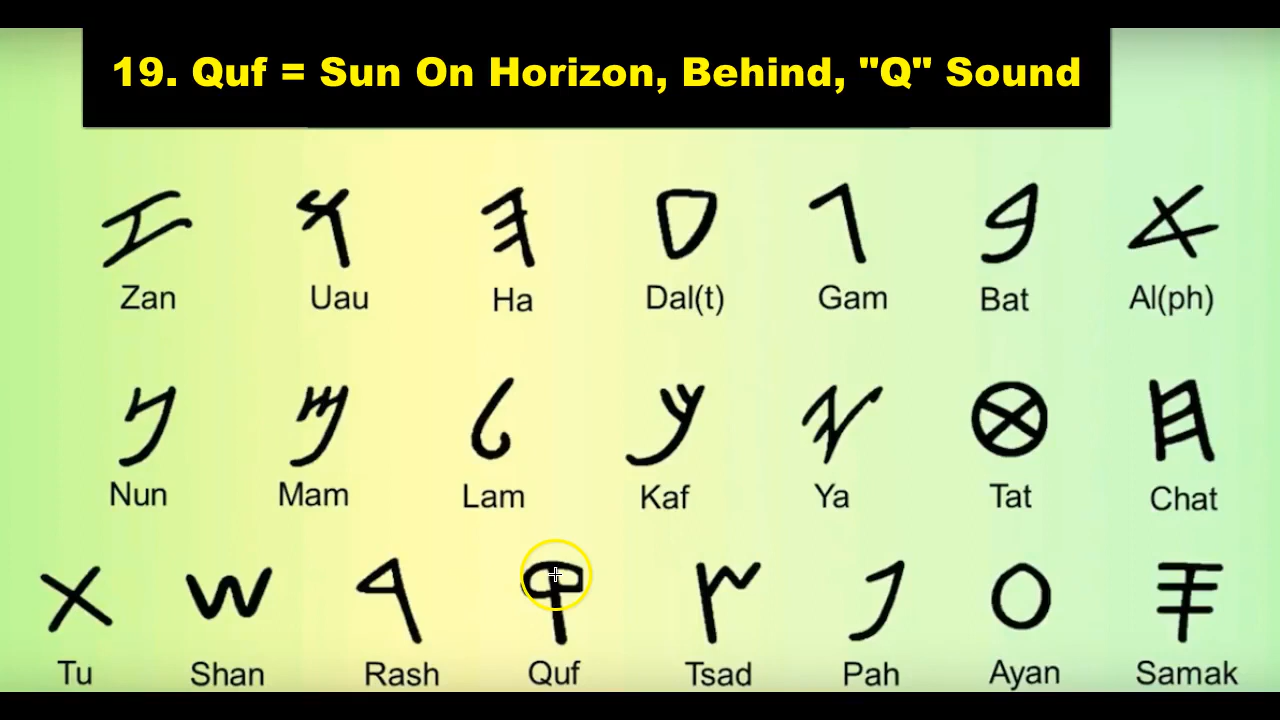 19. Quf = Sun On Horizon, Behind, "Q" Sound
𐤆 𐤅 𐤄 𐤃 𐤂 𐤁 𐤀
Zan Uau Ha Dal(t) Gam Bat Al(ph)
𐤍 𐤌 𐤋 𐤊 𐤉 𐤈 𐤇
Nun Mam Lam Kaf Ya Tat Chat
𐤕 𐤔 𐤓 𐤒 𐤑 𐤐 𐤏 𐤎
Tu Shan Rash Quf Tsad Pah Ayan Samak